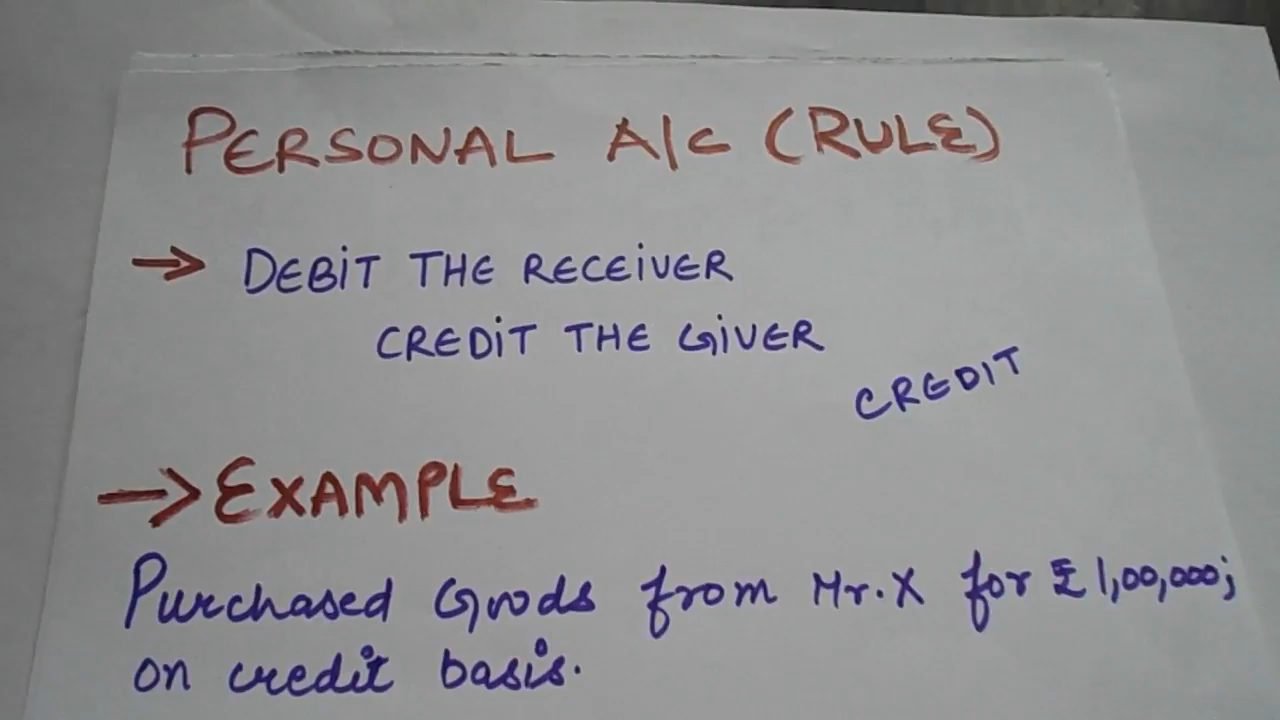 PERSONAL A/C (RULE)
→ DEBIT THE RECEIVER
CREDIT THE GIVER
CREDIT
→ EXAMPLE
Purchased Goods from Mr. X for ₹ 1,00,000;
on credit basis.